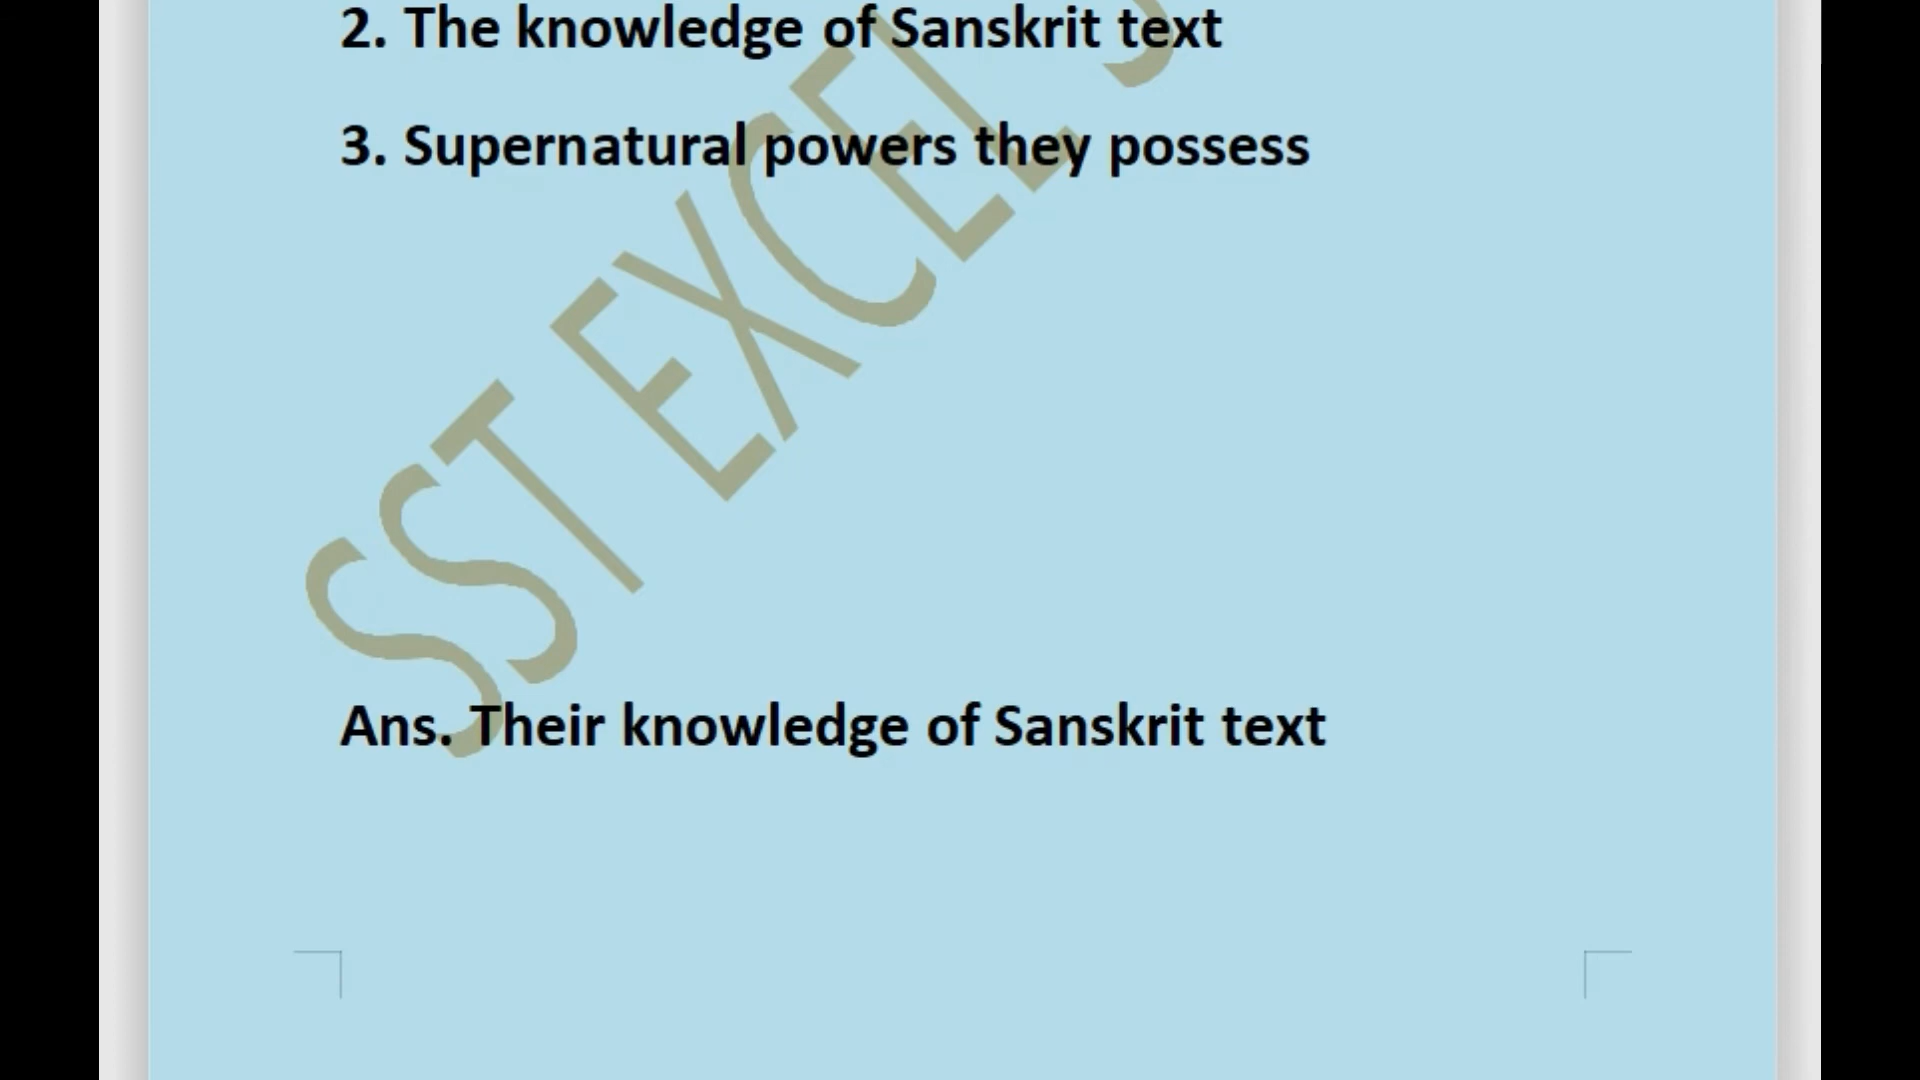 2. The knowledge of Sanskrit text
3. Supernatural powers they possess
SST EXCEL
Ans. Their knowledge of Sanskrit text